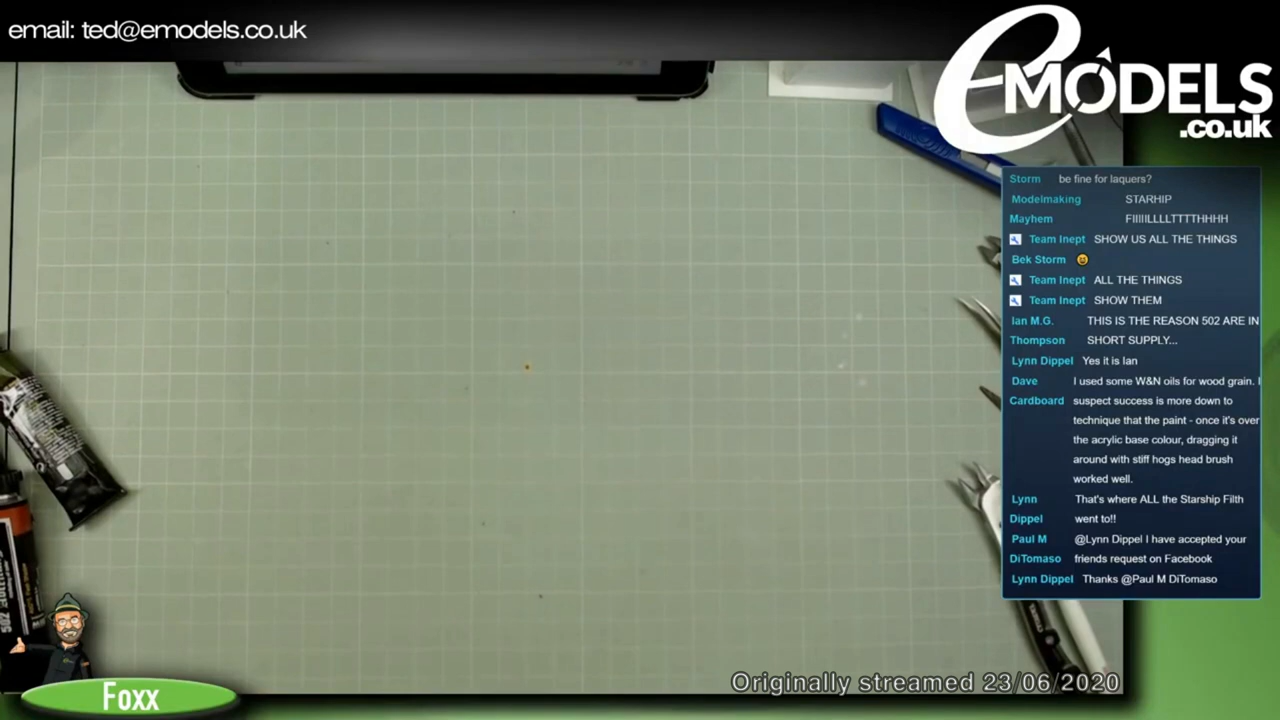 email: ted@emodels.co.uk
eMODELS
.co.uk
Storm be fine for laquers?
Modelmaking STARHIP
Mayhem FIIIIILLLLTTTTHHHH
Team Inept SHOW US ALL THE THINGS
Bek Storm
Team Inept ALL THE THINGS
Team Inept SHOW THEM
Ian M.G. THIS IS THE REASON 502 ARE IN
Thompson SHORT SUPPLY...
Lynn Dippel Yes it is Ian
Dave I used some W&N oils for wood grain. I
Cardboard suspect success is more down to
technique that the paint - once it's over
the acrylic base colour, dragging it
around with stiff hogs head brush
worked well.
Lynn That's where ALL the Starship Filth
Dippel went to!!
Paul M @Lynn Dippel I have accepted your
DiTomaso friends request on Facebook
Lynn Dippel Thanks @Paul M DiTomaso
502
Foxx
Originally streamed 23/06/2020